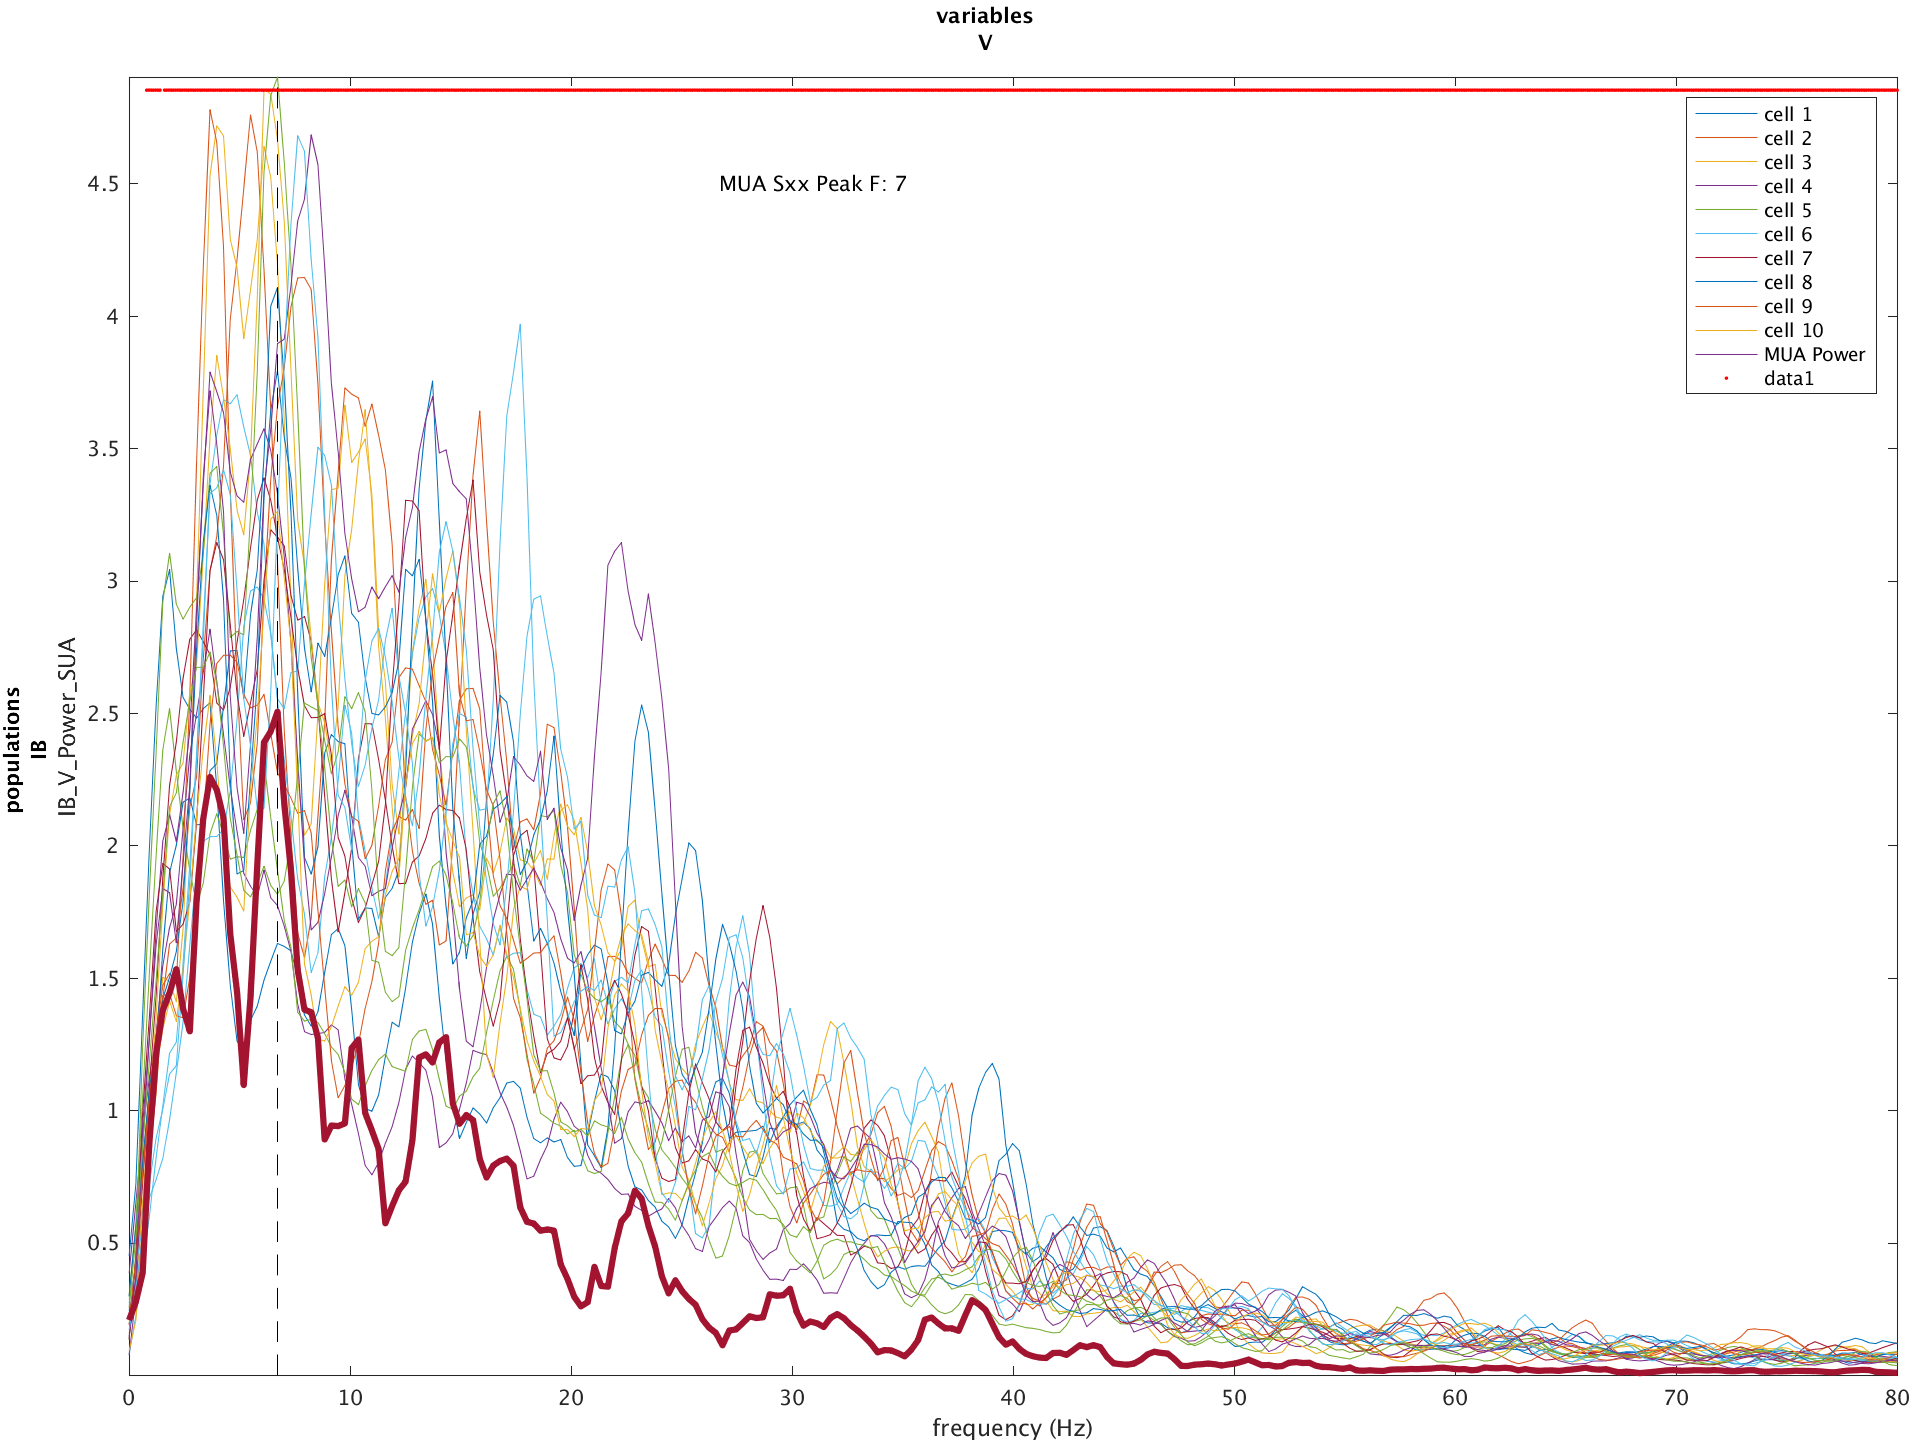 variables
V
MUA Sxx Peak F: 7
cell 1
cell 2
cell 3
cell 4
cell 5
cell 6
cell 7
cell 8
cell 9
cell 10
MUA Power
data1
populations
IB
IB_V_Power_SUA
4.5
4
3.5
3
2.5
2
1.5
1
0.5
0 10 20 30 40 50 60 70 80
frequency (Hz)